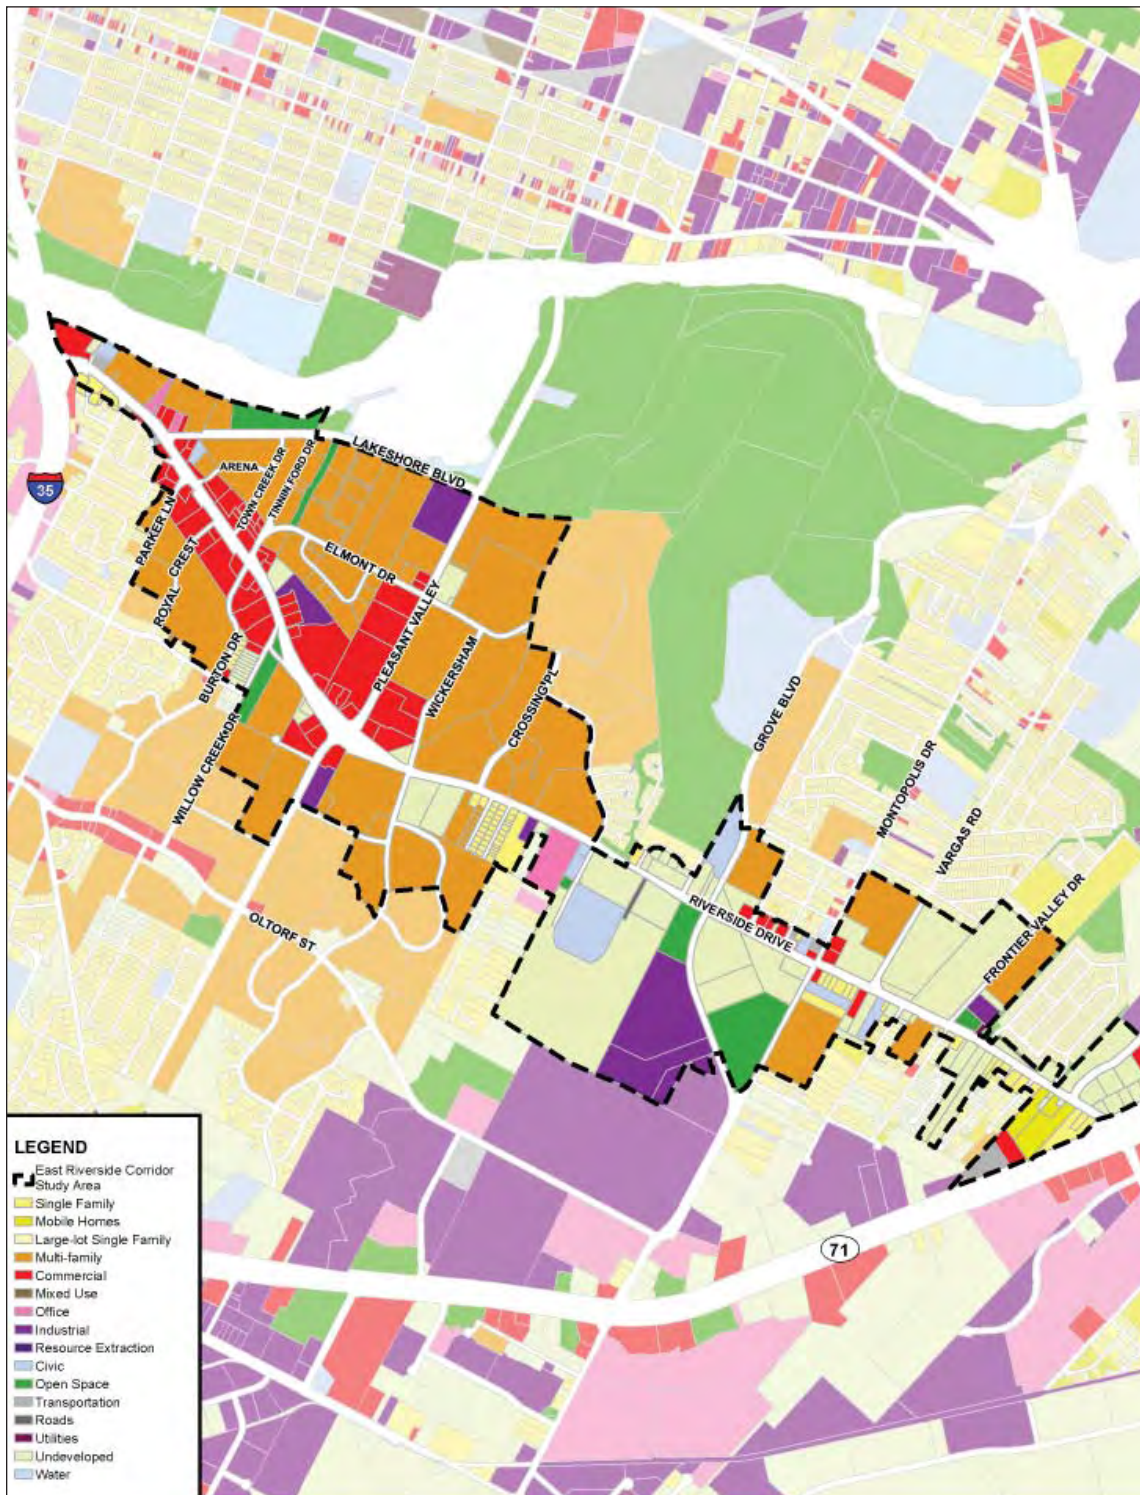 LAKESHORE BLVD
ARENA
TOWN CREEK DR
TINNIN FORD DR
35
PARKER LN
ROYAL CREST
ELMONT DR
BURTON DR
PLEASANT VALLEY
WICKERSHAM
CROSSING PL
WILLOW CREEK DR
GROVE BLVD
MONTOPOLIS DR
VARGAS RD
RIVERSIDE DRIVE
FRONTIER VALLEY DR
OLTORF ST
71
LEGEND
East Riverside Corridor
Study Area
Single Family
Mobile Homes
Large-lot Single Family
Multi-family
Commercial
Mixed Use
Office
Industrial
Resource Extraction
Civic
Open Space
Transportation
Roads
Utilities
Undeveloped
Water